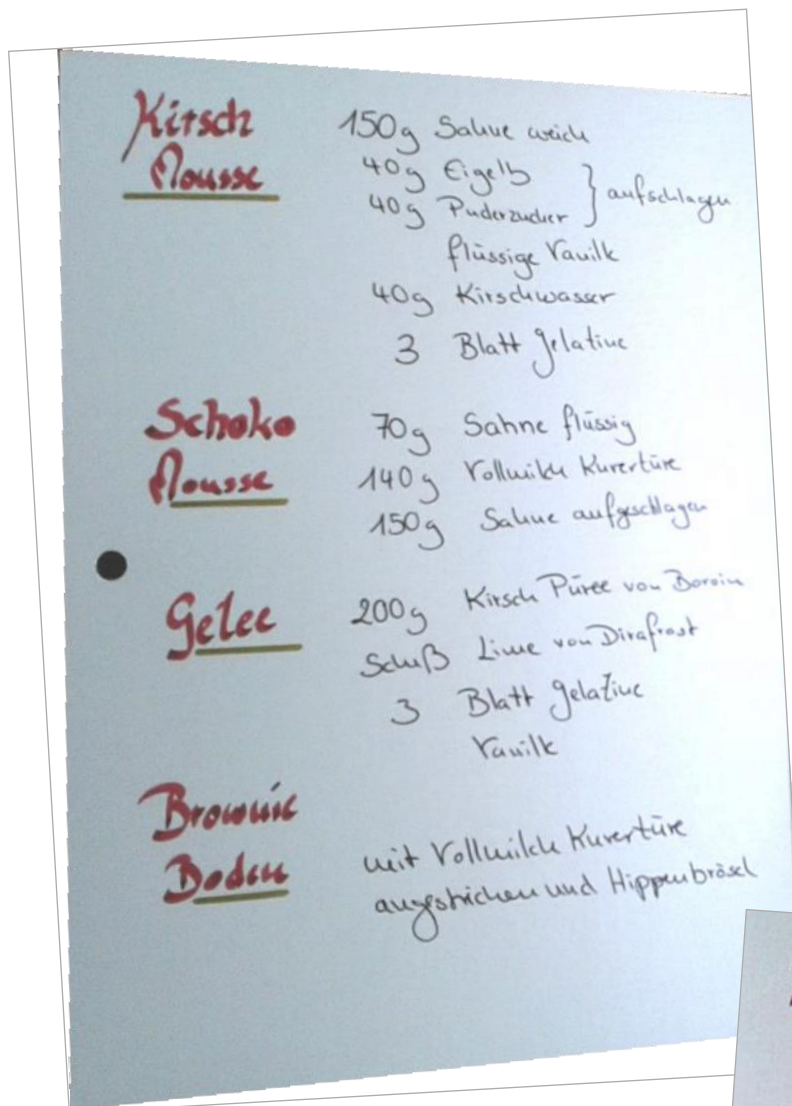 Kirsch
Mousse
150g Sahne weich
40g Eigelb
40g Puderzucker } aufschlagen
flüssige Vanille
40g Kirschwasser
3 Blatt Gelatine
Schoko
Mousse
70g Sahne flüssig
140g Vollmilch Kuvertüre
150g Sahne aufgeschlagen
Gelee
200g Kirsch Püree von Boroin
Schuß Lime von Dirafrost
3 Blatt Gelatine
Vanille
Brownie
Boden
mit Vollmilch Kuvertüre
angestrichen und Hippenbrösel